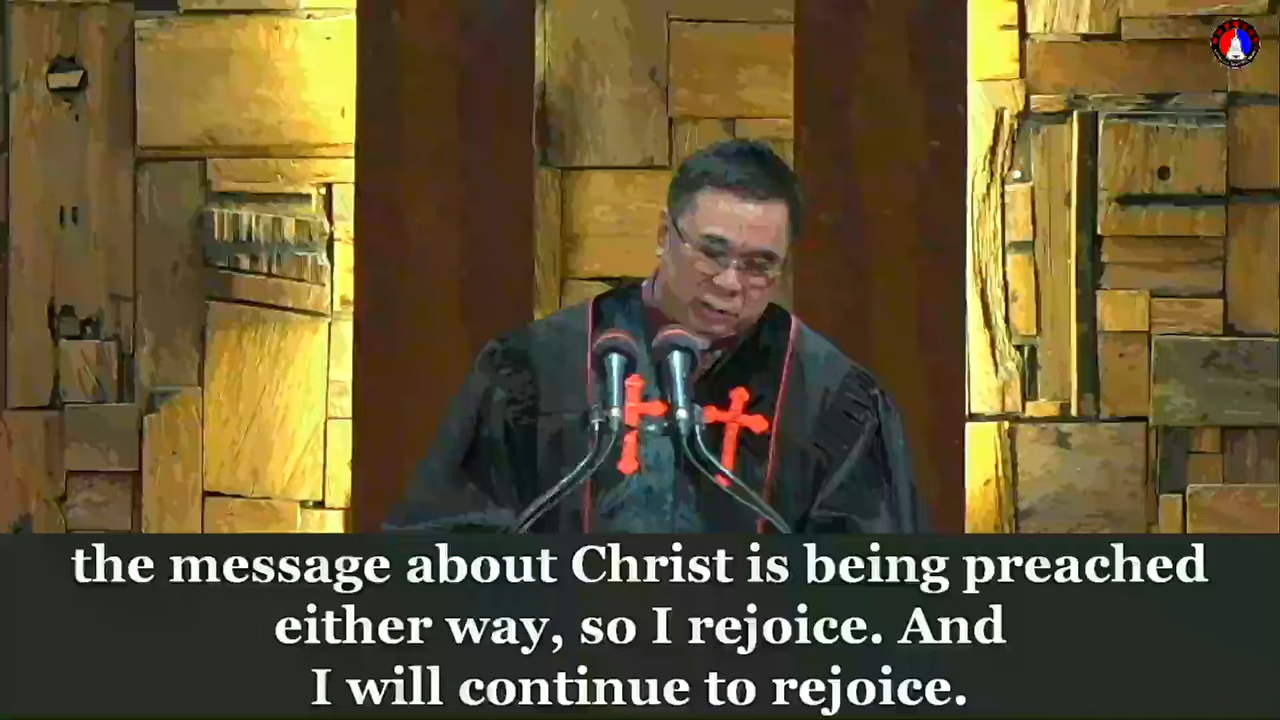 the message about Christ is being preached
either way, so I rejoice. And
I will continue to rejoice.